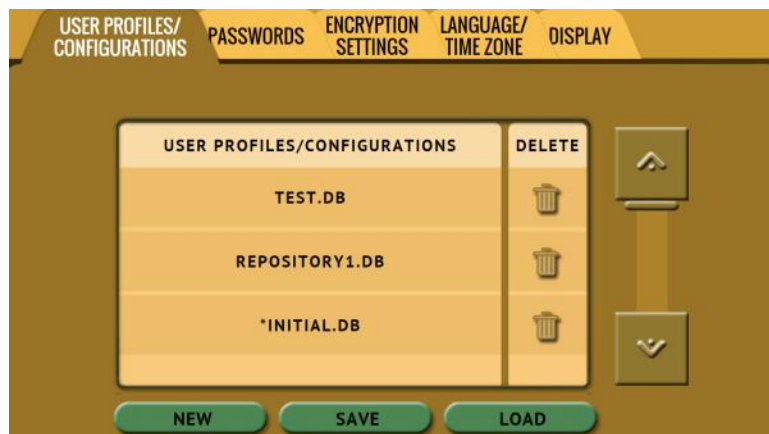 USER PROFILES/
CONFIGURATIONS
PASSWORDS
ENCRYPTION
SETTINGS
LANGUAGE/
TIME ZONE
DISPLAY
USER PROFILES/CONFIGURATIONS DELETE
TEST.DB
REPOSITORY1.DB
*INITIAL.DB
NEW SAVE LOAD